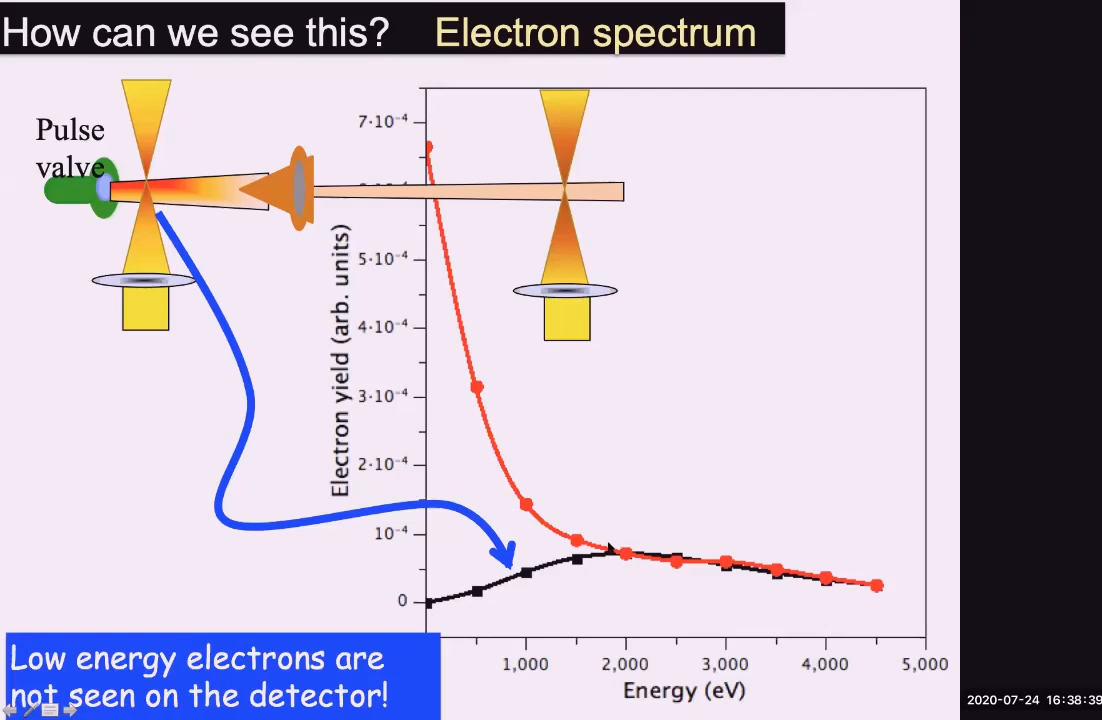 How can we see this? Electron spectrum
Pulse
valve
7·10⁻⁴
5·10⁻⁴
4·10⁻⁴
3·10⁻⁴
2·10⁻⁴
10⁻⁴
0
Electron yield (arb. units)
1,000 2,000 3,000 4,000 5,000
Energy (eV)
Low energy electrons are
not seen on the detector!
2020-07-24 16:38:39